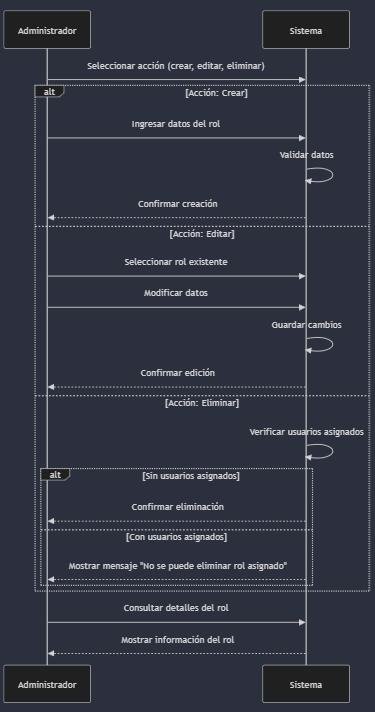 Administrador
Sistema
Seleccionar acción (crear, editar, eliminar)
alt
[Acción: Crear]
Ingresar datos del rol
Validar datos
Confirmar creación
[Acción: Editar]
Seleccionar rol existente
Modificar datos
Guardar cambios
Confirmar edición
[Acción: Eliminar]
Verificar usuarios asignados
alt
[Sin usuarios asignados]
Confirmar eliminación
[Con usuarios asignados]
Mostrar mensaje "No se puede eliminar rol asignado"
Consultar detalles del rol
Mostrar información del rol
Administrador
Sistema